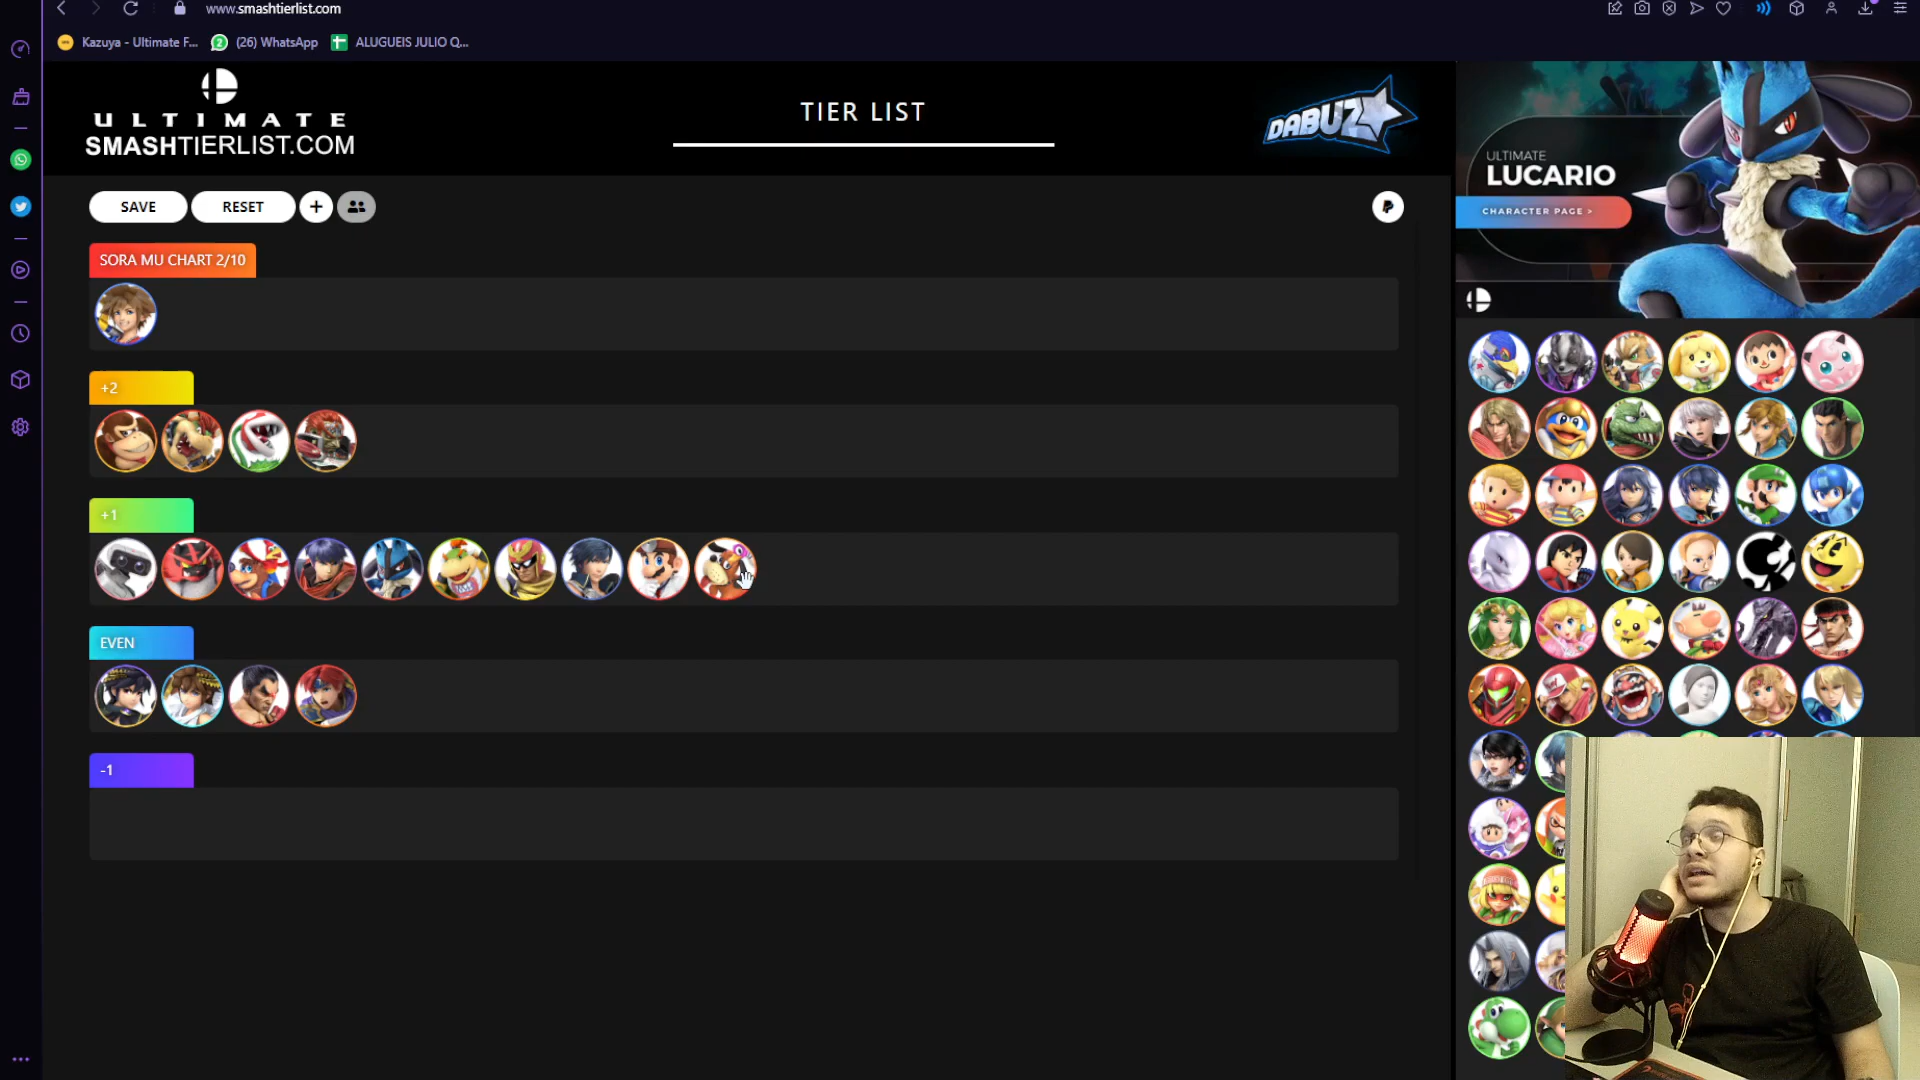 www.smashtierlist.com
Kazuya - Ultimate F...
(26) WhatsApp
ALUGUEIS JULIO Q...
ULTIMATE
SMASHTIERLIST.COM
TIER LIST
DABUZ
ULTIMATE
LUCARIO
CHARACTER PAGE >
SAVE
RESET
+
SORA MU CHART 2/10
+2
+1
EVEN
-1